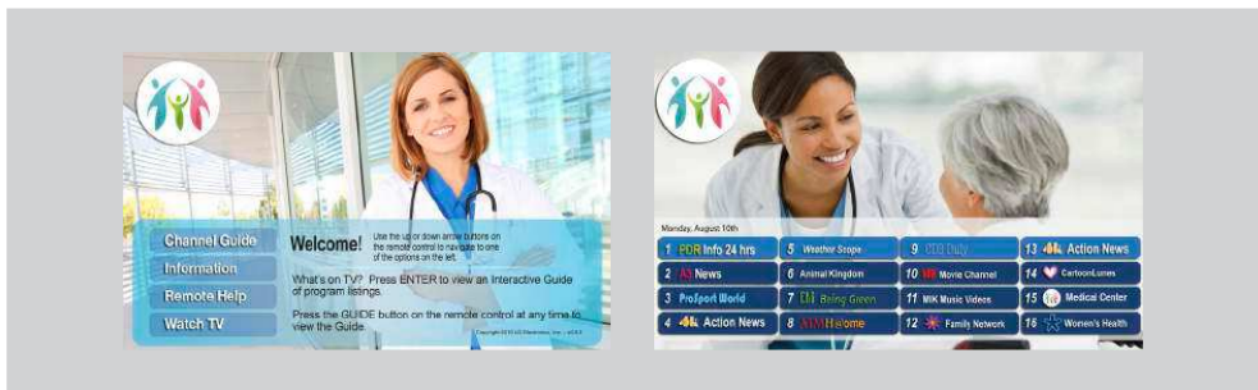 Channel Guide
Information
Remote Help
Watch TV
Welcome!
Use the up or down arrow buttons on
the remote control to navigate to one
of the options on the left.
What's on TV? Press ENTER to view an Interactive Guide
of program listings.
Press the GUIDE button on the remote control at any time to
view the Guide.
Monday, August 10th
1 PDR Info 24 hrs
2 A3 News
3 ProSport World
4 Action News
5 Weather Scope
6 Animal Kingdom
7 Being Green
8
9
10 Movie Channel
11 MIK Music Videos
12 Family Network
13 Action News
14 CartoonLunes
15 Medical Center
16 Women's Health